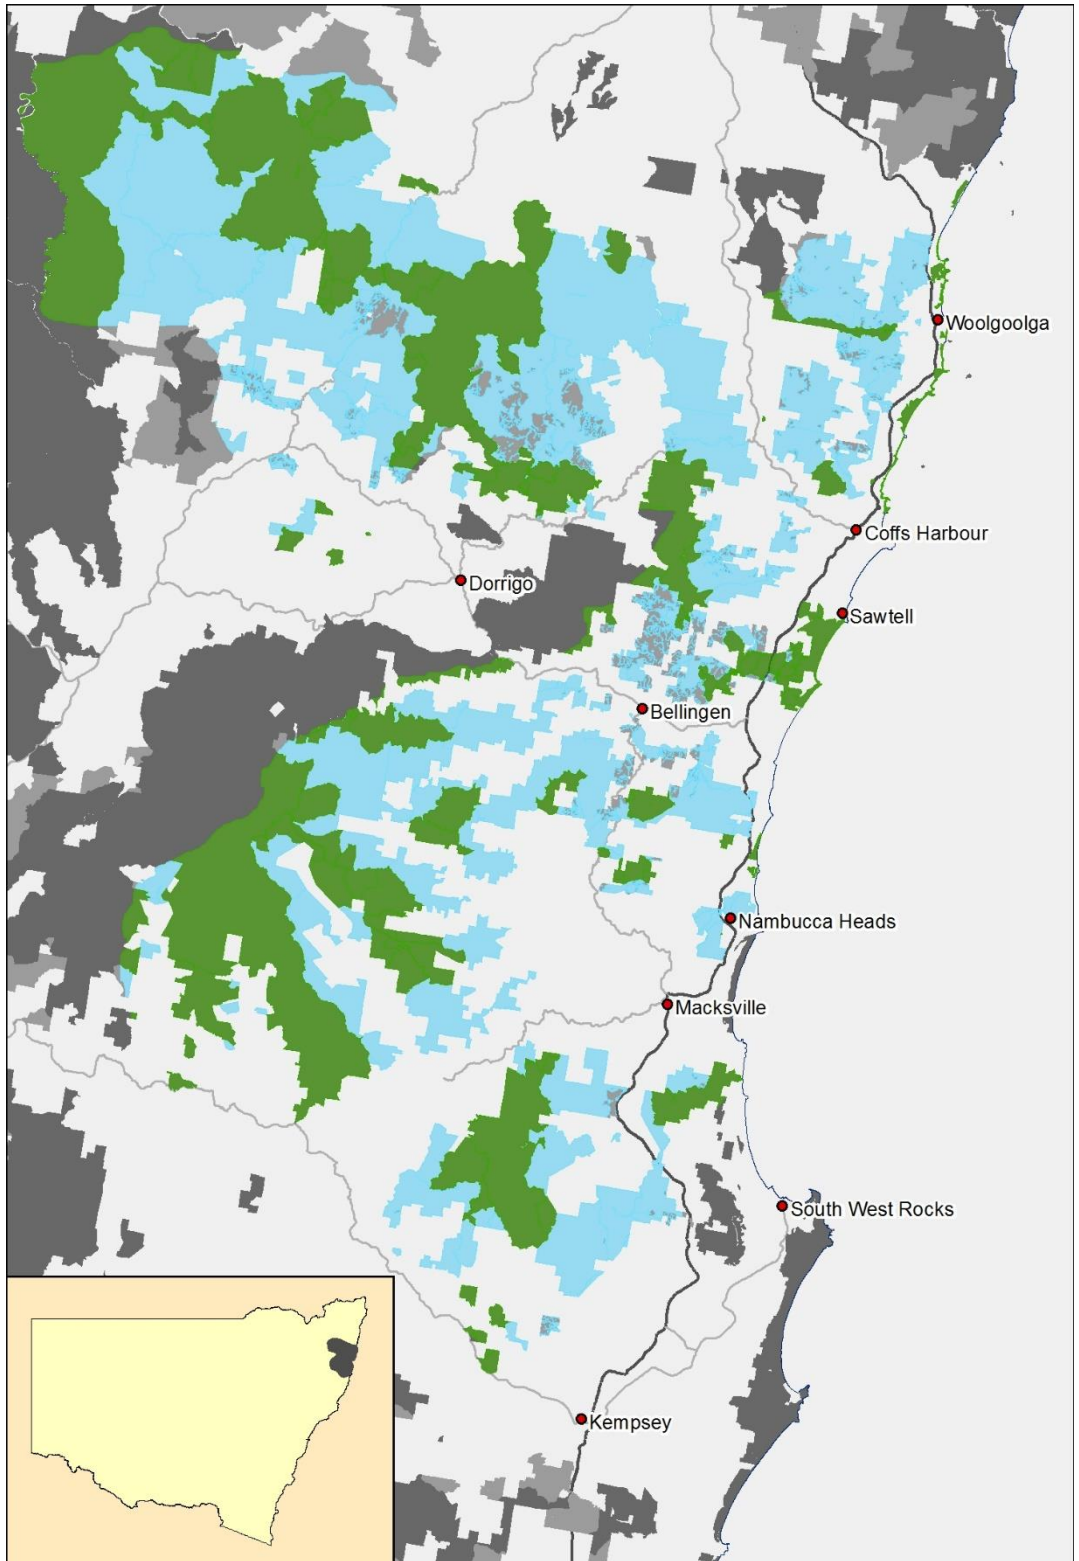 Woolgoolga
Coffs Harbour
Dorrigo
Sawtell
Bellingen
Nambucca Heads
Macksville
South West Rocks
Kempsey